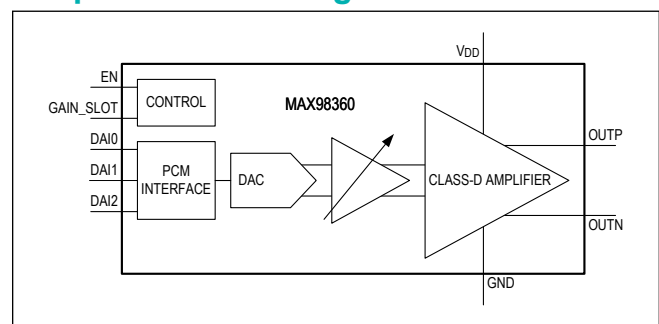 VDD
EN
CONTROL
MAX98360
GAIN_SLOT
DAI0
OUTP
DAI1
PCM
INTERFACE
DAC
CLASS-D AMPLIFIER
DAI2
OUTN
GND